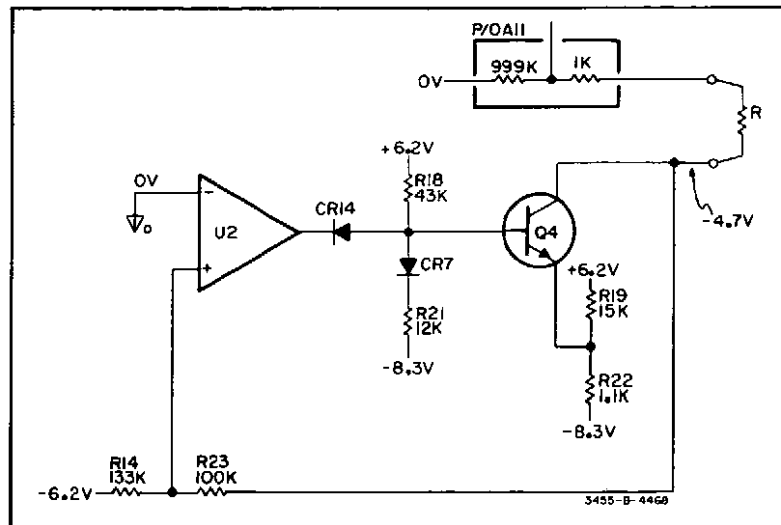 P/OA11
999K
1K
0V
R
+6.2V
R18
43K
0V
-
U2
+
CR14
CR7
Q4
-4.7V
+6.2V
R19
15K
R21
12K
-8.3V
R22
1.1K
-8.3V
R14
133K
R23
100K
-6.2V
3455-B-4468